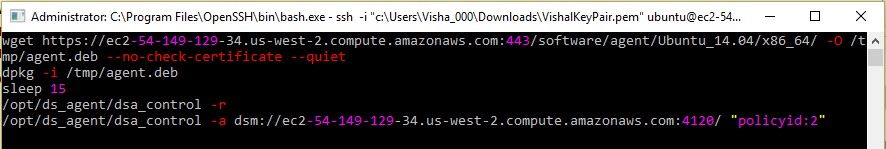 Administrator: C:\Program Files\OpenSSH\bin\bash.exe - ssh -i "c:\Users\Visha_000\Downloads\VishalKeyPair.pem" ubuntu@ec2-54...
wget https://ec2-54-149-129-34.us-west-2.compute.amazonaws.com:443/software/agent/Ubuntu_14.04/x86_64/ -O /t
mp/agent.deb --no-check-certificate --quiet
dpkg -i /tmp/agent.deb
sleep 15
/opt/ds_agent/dsa_control -r
/opt/ds_agent/dsa_control -a dsm://ec2-54-149-129-34.us-west-2.compute.amazonaws.com:4120/ "policyid:2"